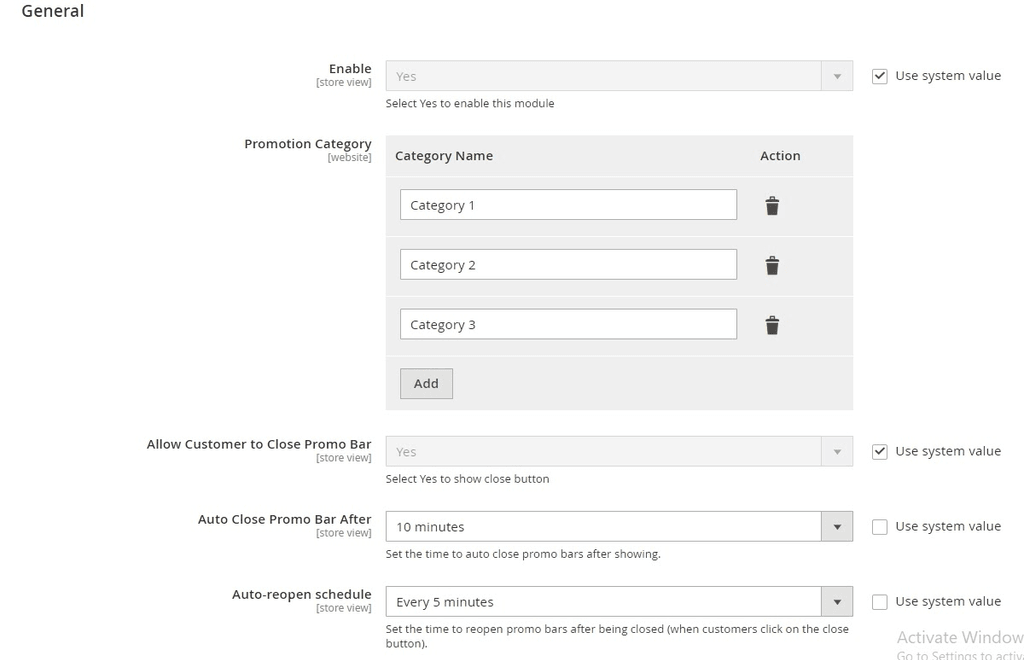 General
Enable
[store view]
Yes
Use system value
Select Yes to enable this module
Promotion Category
[website]
Category Name Action
Category 1
Category 2
Category 3
Add
Allow Customer to Close Promo Bar
[store view]
Yes
Use system value
Select Yes to show close button
Auto Close Promo Bar After
[store view]
10 minutes
Use system value
Set the time to auto close promo bars after showing.
Auto-reopen schedule
[store view]
Every 5 minutes
Use system value
Set the time to reopen promo bars after being closed (when customers click on the close
button).
Activate Window
Go to Settings to activ